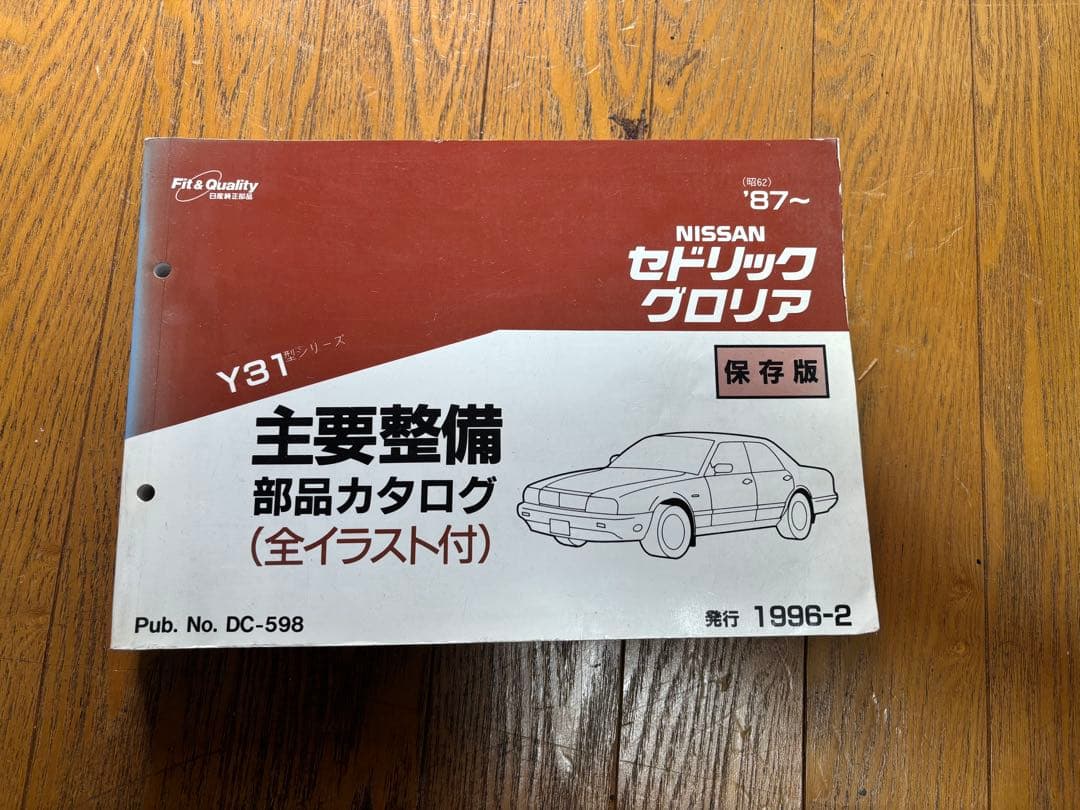 Fit & Quality
日産純正部品
(昭62)
'87〜
NISSAN
セドリック
グロリア
Y31型シリーズ
保存版
主要整備
部品カタログ
(全イラスト付)
Pub. No. DC-598
発行 1996-2